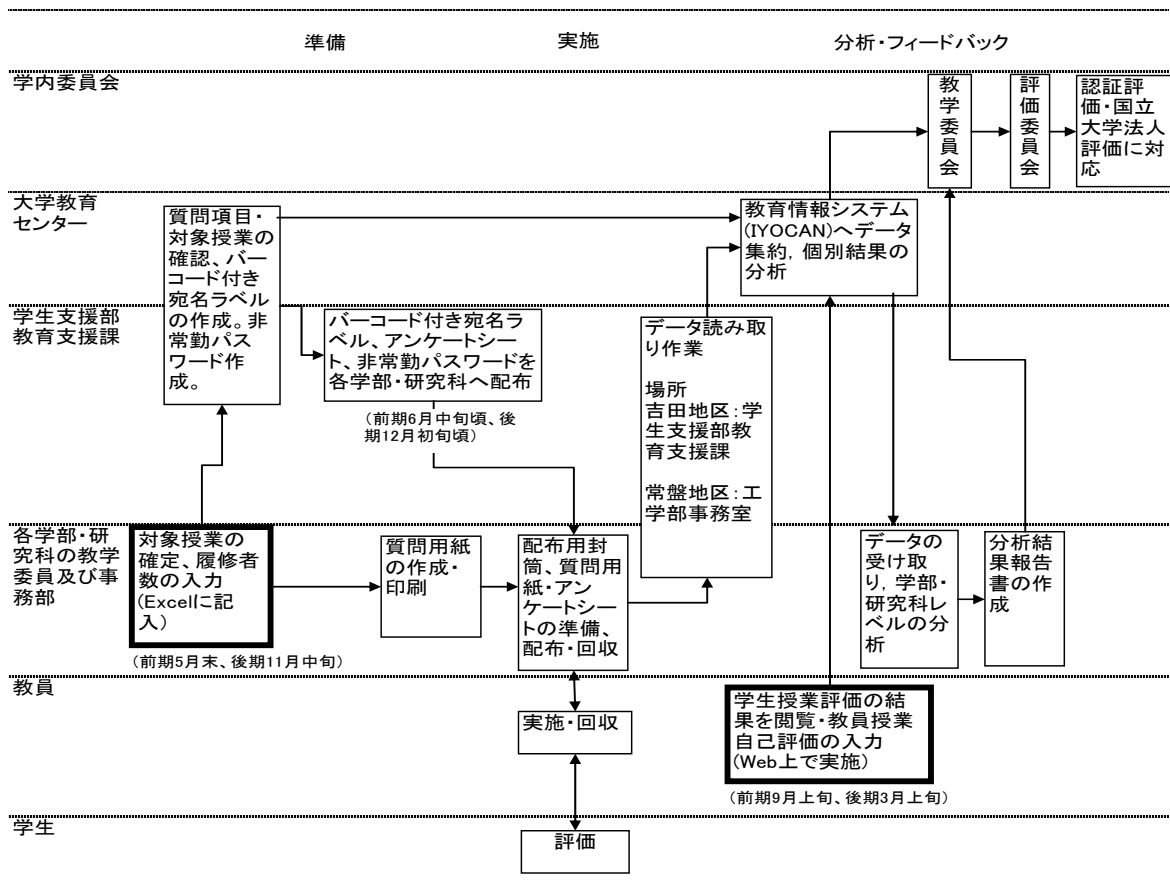 準備
実施
分析・フィードバック
学内委員会
教学委員会
評価委員会
認証評
価・国立
大学法人
評価に対
応
大学教育
センター
質問項目・
対象授業の
確認、バー
コード付き
宛名ラベル
の作成。非
常勤パス
ワード作
成。
教育情報システム
(IYOCAN)へデータ
集約，個別結果の
分析
学生支援部
教育支援課
バーコード付き宛名ラ
ベル、アンケートシー
ト、非常勤パスワードを
各学部・研究科へ配布
(前期6月中旬頃、後
期12月初旬頃)
データ読み取
り作業
場所
吉田地区：学
生支援部教
育支援課
常盤地区：工
学部事務室
各学部・研
究科の教学
委員及び事
務部
対象授業の
確定、履修者
数の入力
(Excelに記
入)
(前期5月末、後期11月中旬)
質問用紙
の作成・
印刷
配布用封
筒、質問用
紙・アン
ケートシー
トの準備、
配布・回収
データの
受け取
り，学部・
研究科レ
ベルの分析
分析結
果報告
書の作
成
教員
実施・回収
学生授業評価の結
果を閲覧・教員授業
自己評価の入力
(Web上で実施)
(前期9月上旬、後期3月上旬)
学生
評価